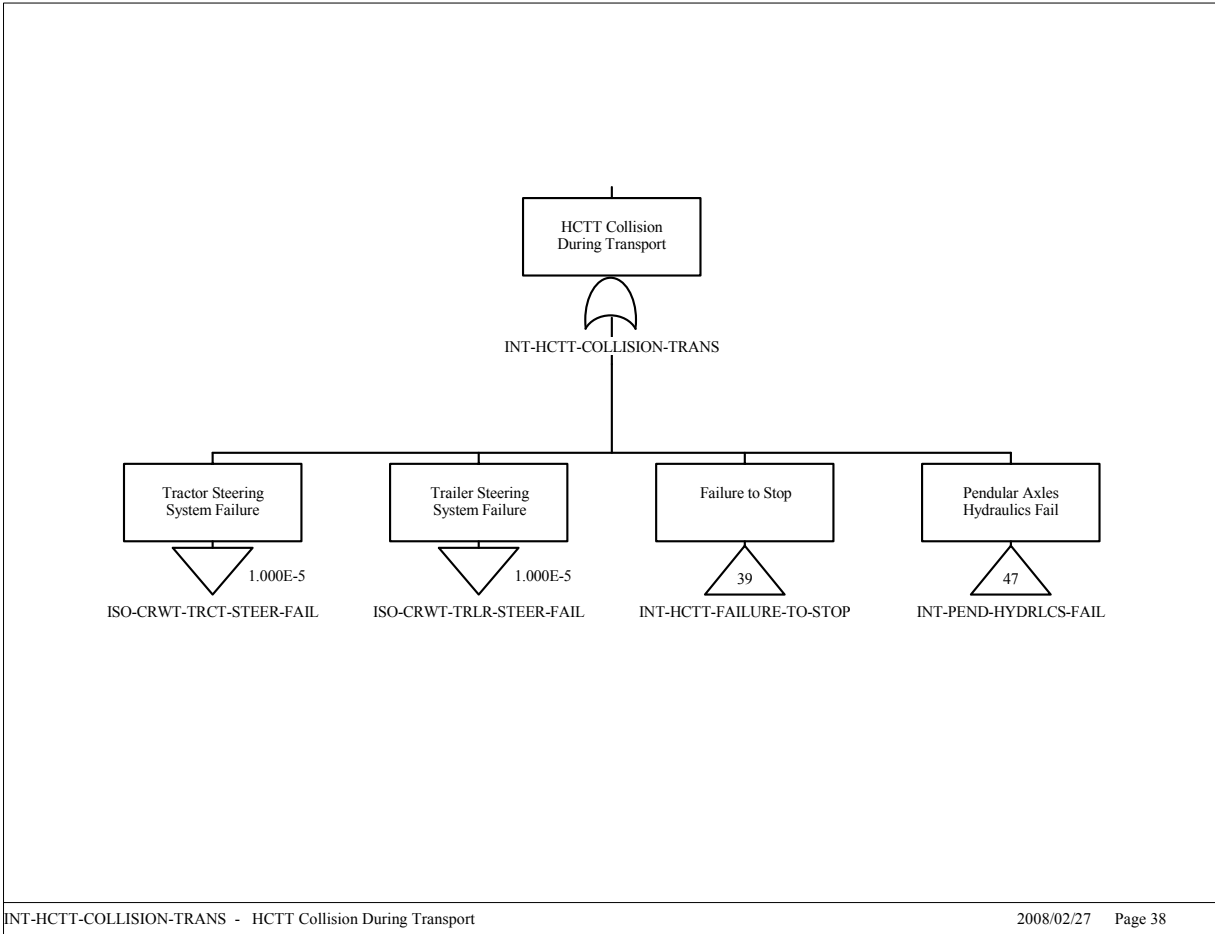 HCTT Collision
During Transport
INT-HCTT-COLLISION-TRANS
Tractor Steering
System Failure
1.000E-5
ISO-CRWT-TRCT-STEER-FAIL
Trailer Steering
System Failure
1.000E-5
ISO-CRWT-TRLR-STEER-FAIL
Failure to Stop
39
INT-HCTT-FAILURE-TO-STOP
Pendular Axles
Hydraulics Fail
47
INT-PEND-HYDRLCS-FAIL
INT-HCTT-COLLISION-TRANS - HCTT Collision During Transport 2008/02/27 Page 38